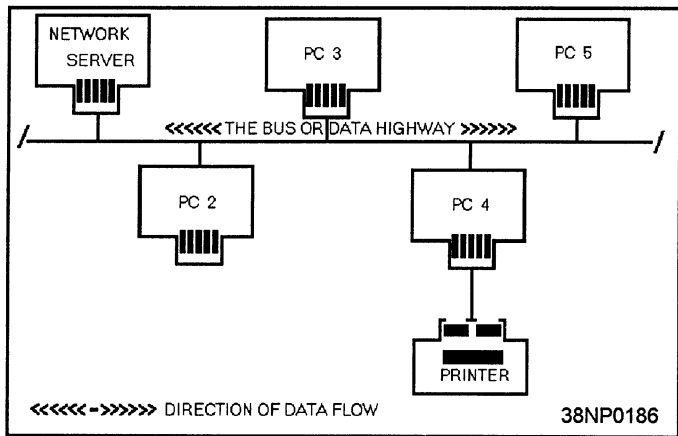 NETWORK
SERVER
PC 3
PC 5
<<<<<< THE BUS OR DATA HIGHWAY >>>>>>
PC 2
PC 4
PRINTER
<<<<<<->>>>>> DIRECTION OF DATA FLOW
38NP0186